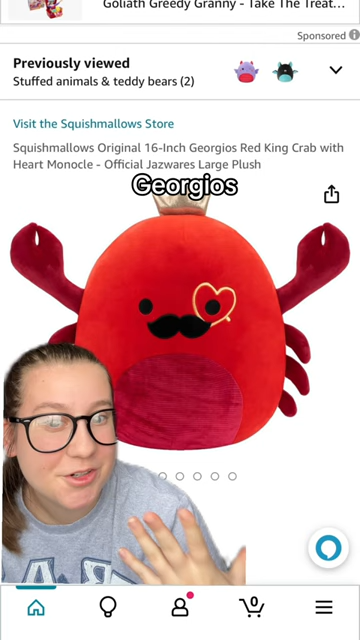 Goliath Greedy Granny - Take The Treat...
Sponsored
Previously viewed
Stuffed animals & teddy bears (2)
Visit the Squishmallows Store
Squishmallows Original 16-Inch Georgios Red King Crab with
Heart Monocle - Official Jazwares Large Plush
Georgios
0